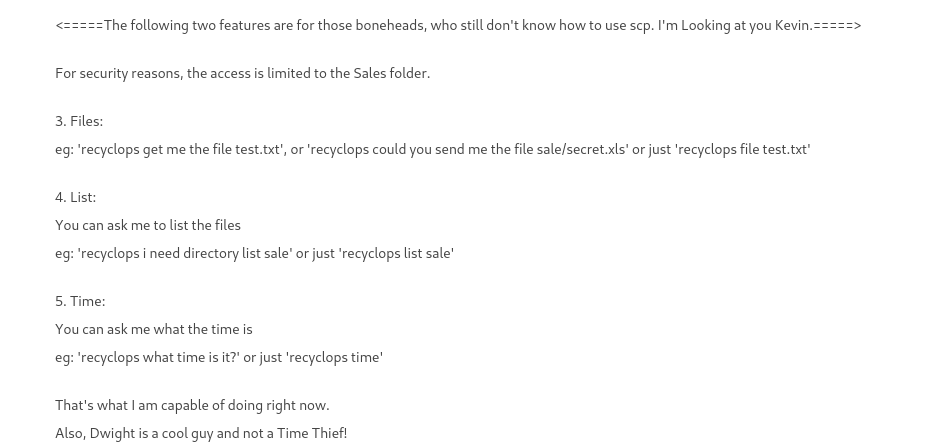 <=====The following two features are for those boneheads, who still don't know how to use scp. I'm Looking at you Kevin.=====>
For security reasons, the access is limited to the Sales folder.
3. Files:
eg: 'recyclops get me the file test.txt', or 'recyclops could you send me the file sale/secret.xls' or just 'recyclops file test.txt'
4. List:
You can ask me to list the files
eg: 'recyclops i need directory list sale' or just 'recyclops list sale'
5. Time:
You can ask me what the time is
eg: 'recyclops what time is it?' or just 'recyclops time'
That's what I am capable of doing right now.
Also, Dwight is a cool guy and not a Time Thief!